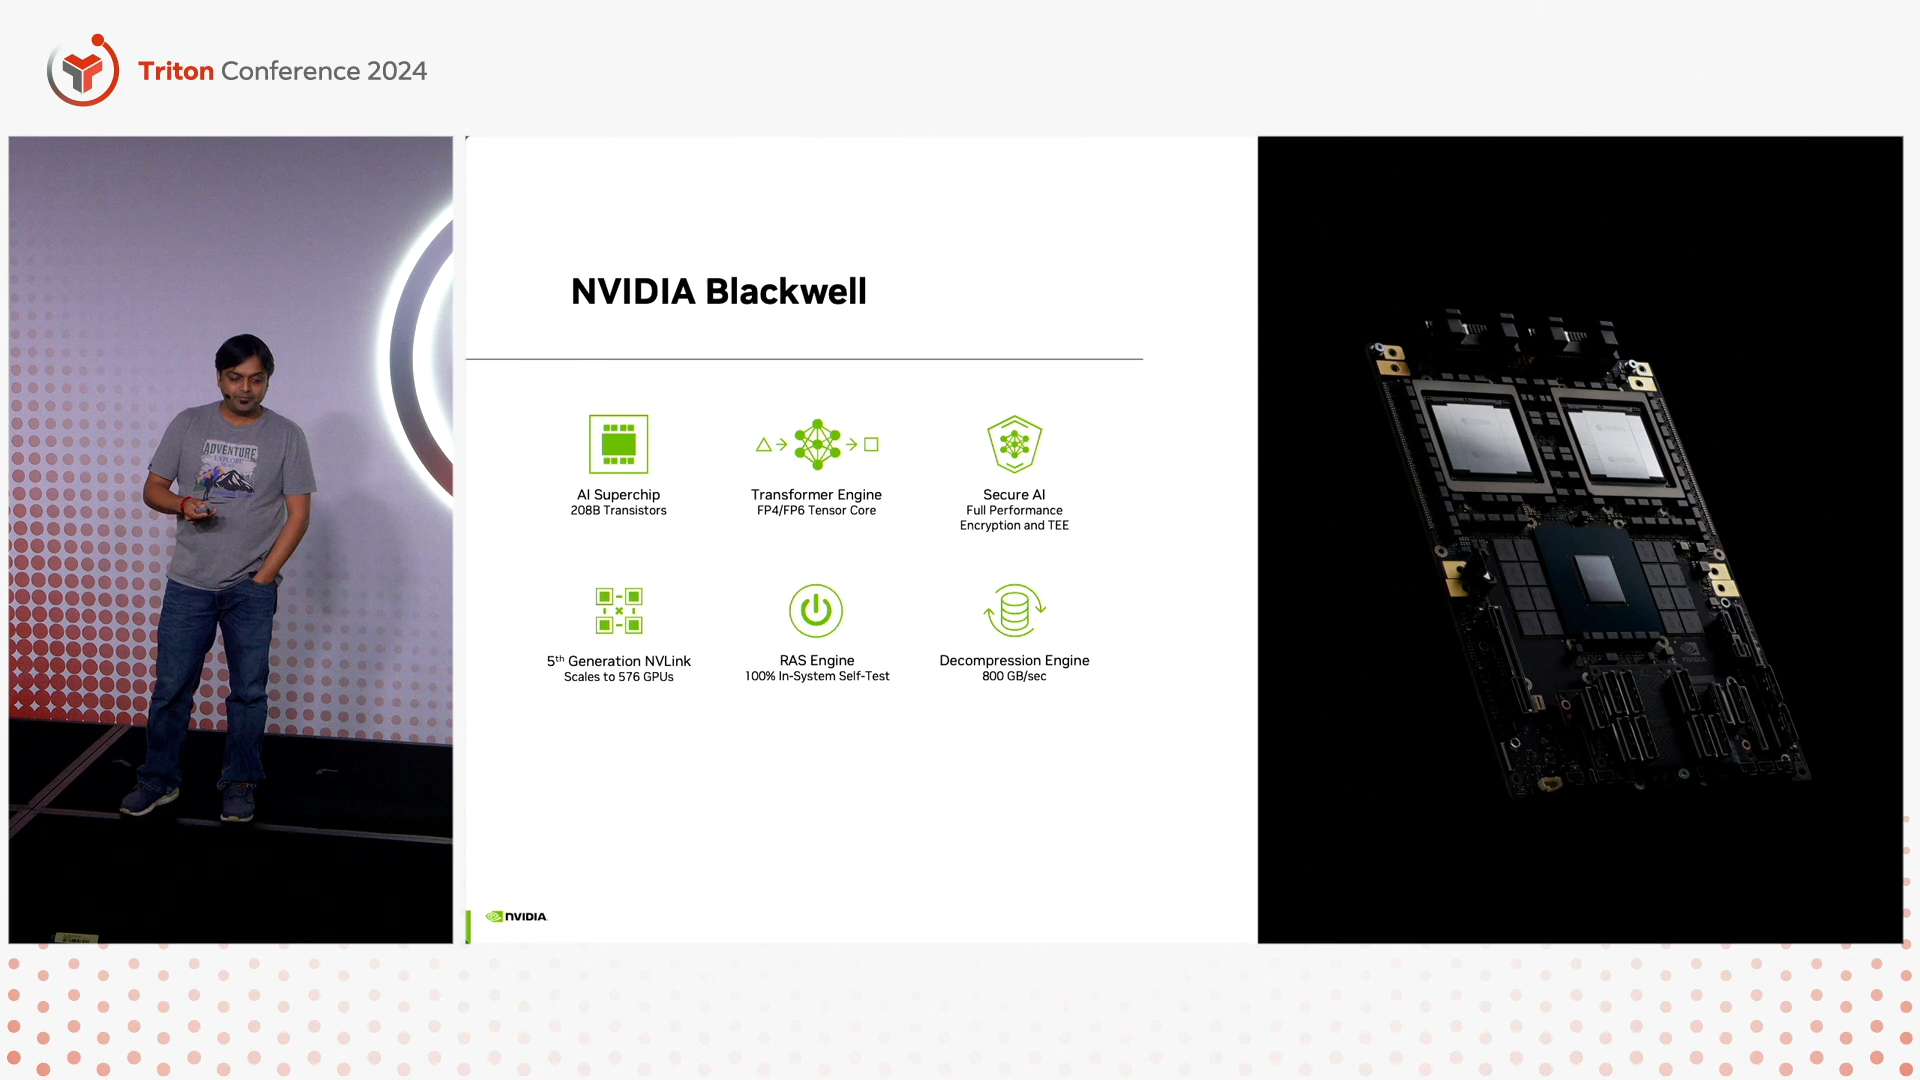 Triton Conference 2024
ADVENTURE
EXPLORE
NVIDIA Blackwell
AI Superchip
208B Transistors
Transformer Engine
FP4/FP6 Tensor Core
Secure AI
Full Performance
Encryption and TEE
5th Generation NVLink
Scales to 576 GPUs
RAS Engine
100% In-System Self-Test
Decompression Engine
800 GB/sec
NVIDIA
NVIDIA